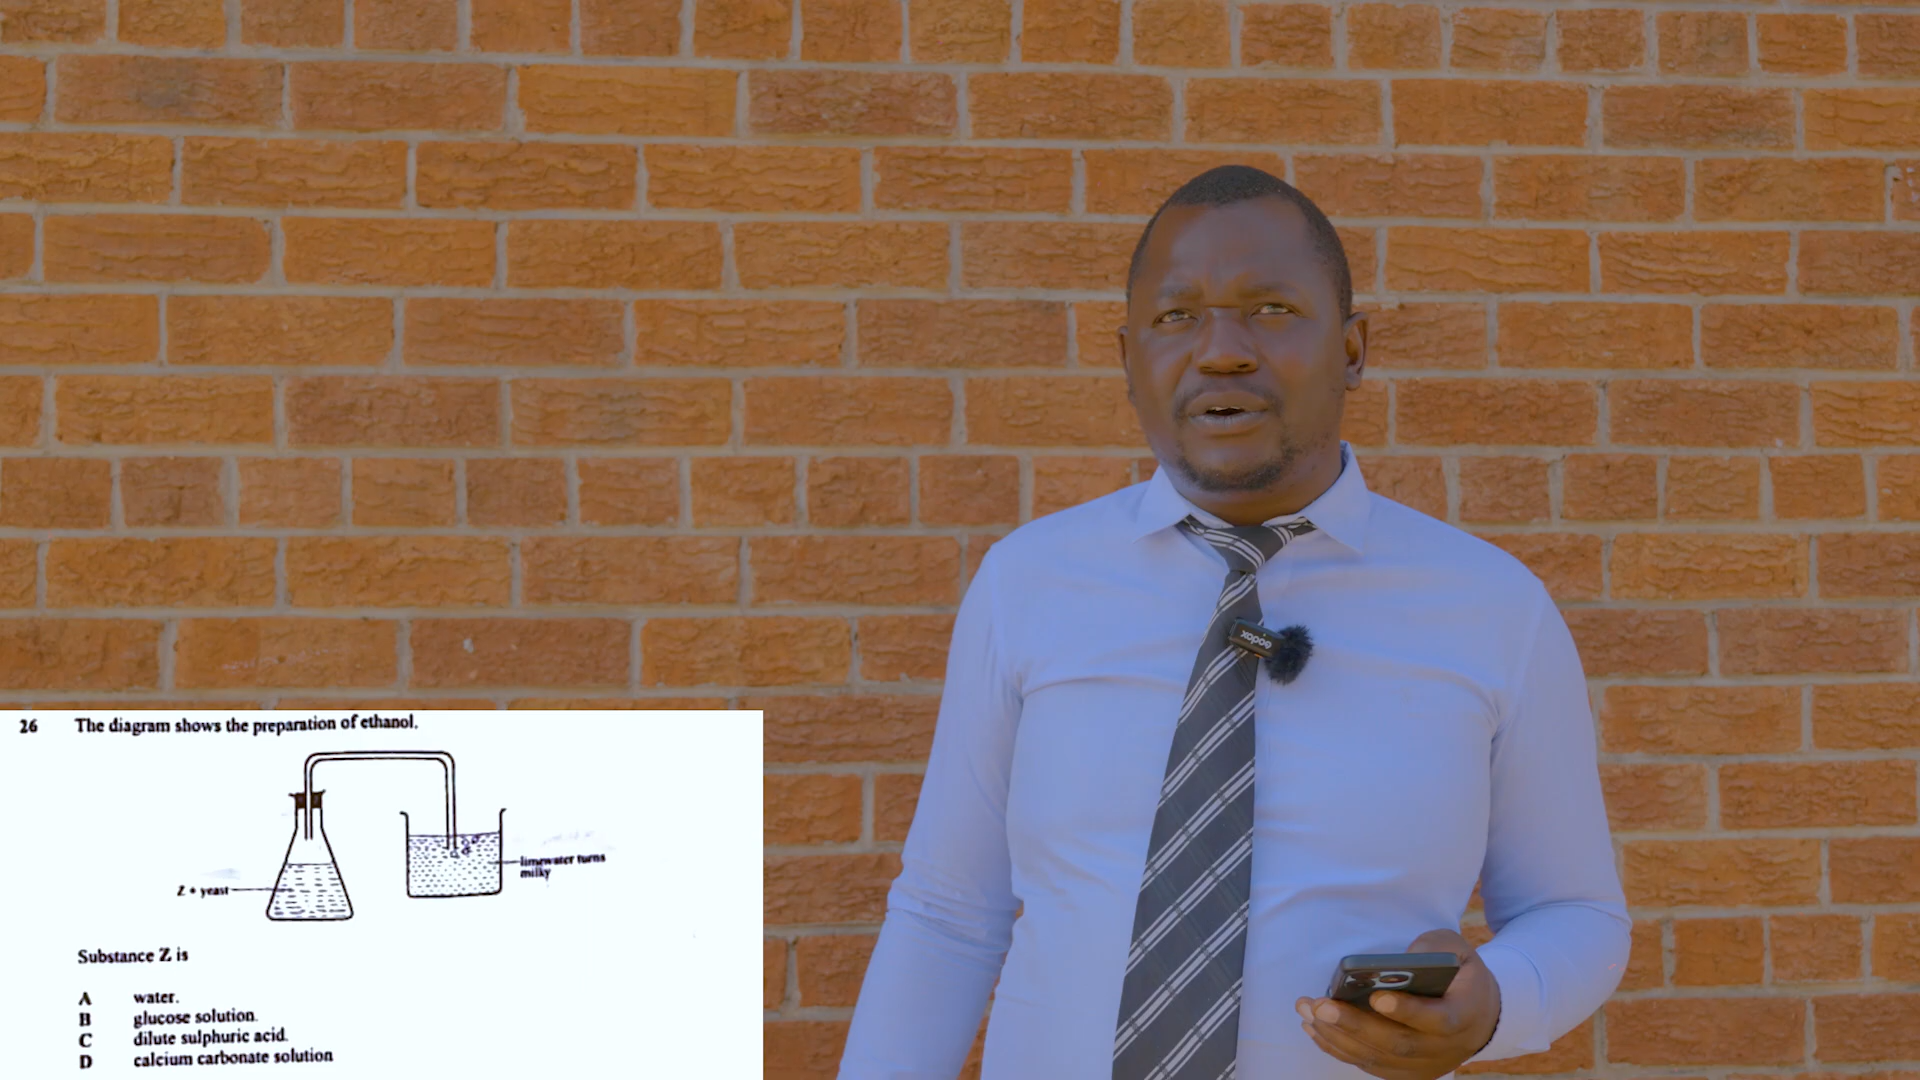 26 The diagram shows the preparation of ethanol.
Z + yeast
limewater turns
milky
Substance Z is
A water.
B glucose solution.
C dilute sulphuric acid.
D calcium carbonate solution
Godox